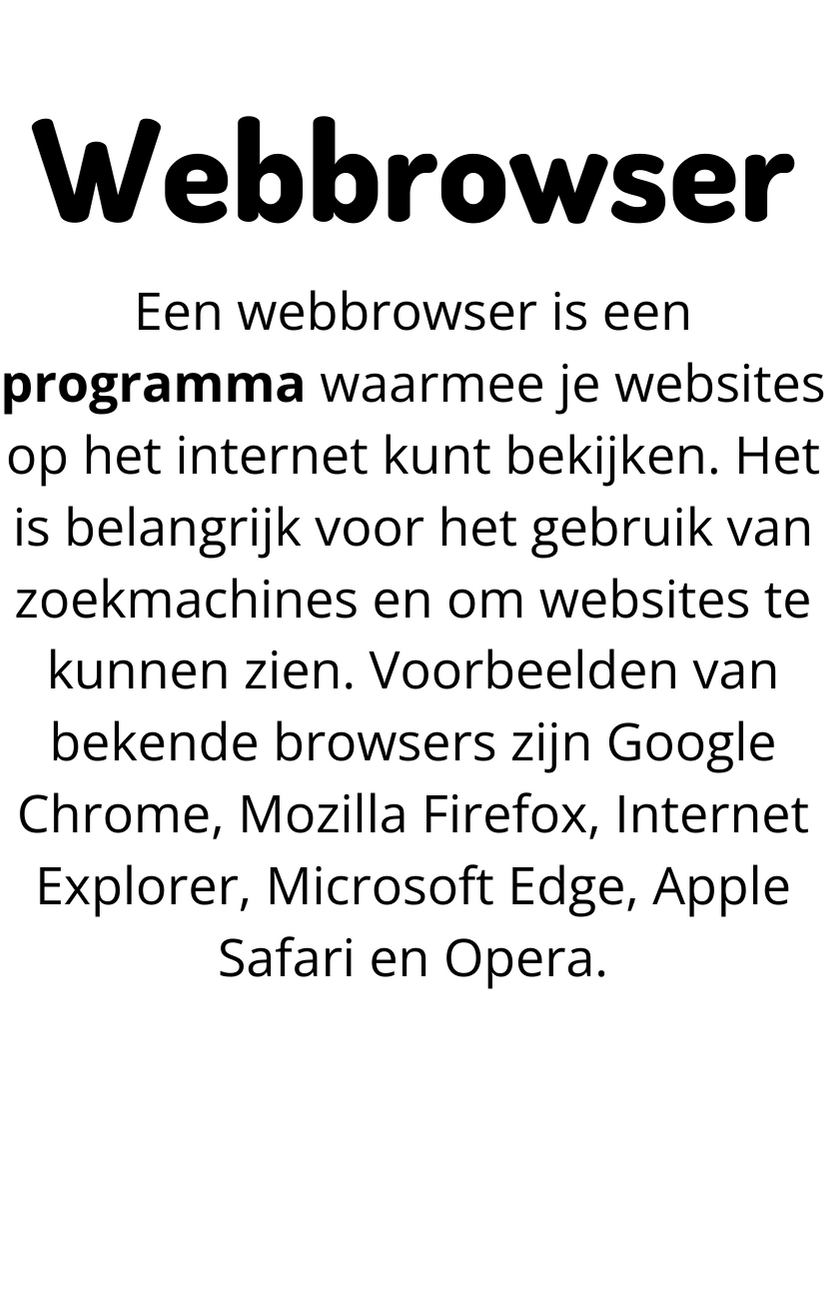 Webbrowser
Een webbrowser is een
programma waarmee je websites
op het internet kunt bekijken. Het
is belangrijk voor het gebruik van
zoekmachines en om websites te
kunnen zien. Voorbeelden van
bekende browsers zijn Google
Chrome, Mozilla Firefox, Internet
Explorer, Microsoft Edge, Apple
Safari en Opera.